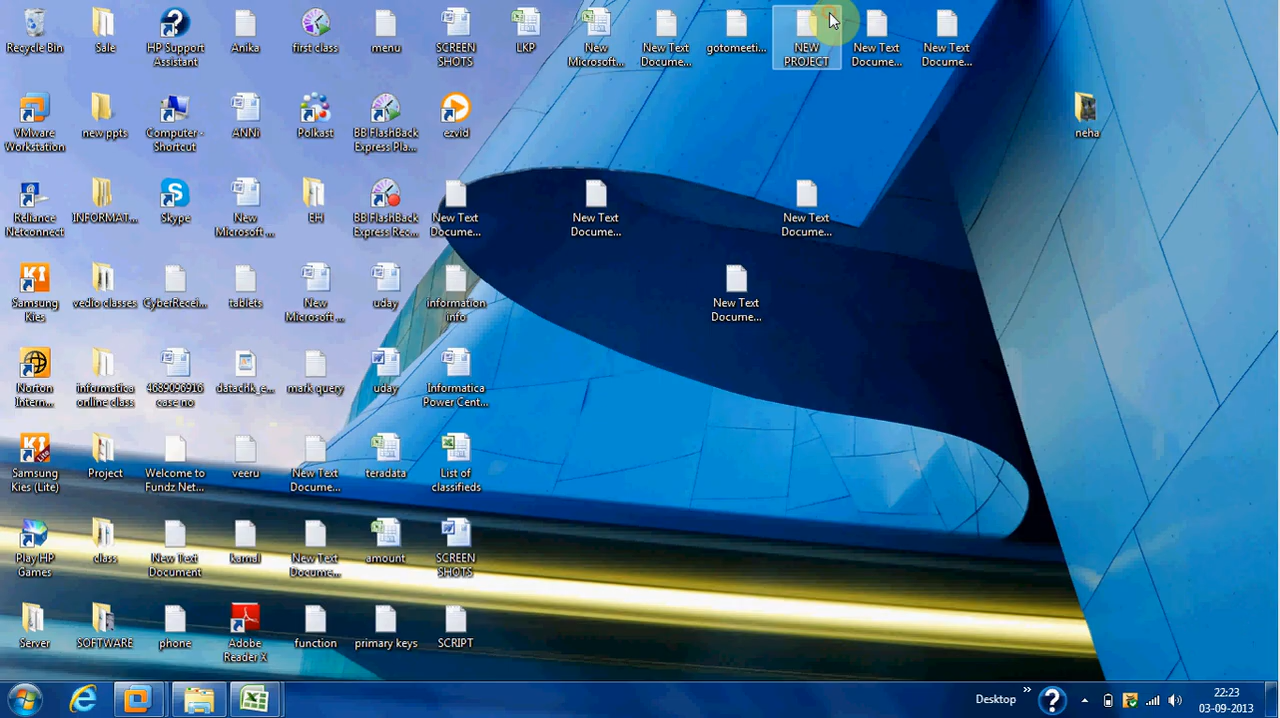 Recycle Bin
Sale
HP Support
Assistant
Anika
first class
menu
SCREEN
SHOTS
LKP
New
Microsoft...
New Text
Docume...
gotomeeti...
NEW
PROJECT
New Text
Docume...
New Text
Docume...
VMware
Workstation
new ppts
Computer -
Shortcut
ANNi
Polkast
BB FlashBack
Express Pla...
ezvid
neha
Reliance
Netconnect
INFORMAT...
Skype
New
Microsoft ...
EH
BB FlashBack
Express Rec...
New Text
Docume...
New Text
Docume...
New Text
Docume...
Samsung
Kies
vedio classes
CyberRecei...
tablets
New
Microsoft ...
uday
information
info
New Text
Docume...
Norton
Intern...
informatica
online class
4689096916
case no
datachk_e...
mark query
uday
Informatica
Power Cent...
Samsung
Kies (Lite)
Project
Welcome to
Fundz Net...
veeru
New Text
Docume...
teradata
List of
classifieds
Play HP
Games
class
New Text
Document
kamal
New Text
Docume...
amount
SCREEN
SHOTS
Server
SOFTWARE
phone
Adobe
Reader X
function
primary keys
SCRIPT
Desktop
22:23
03-09-2013